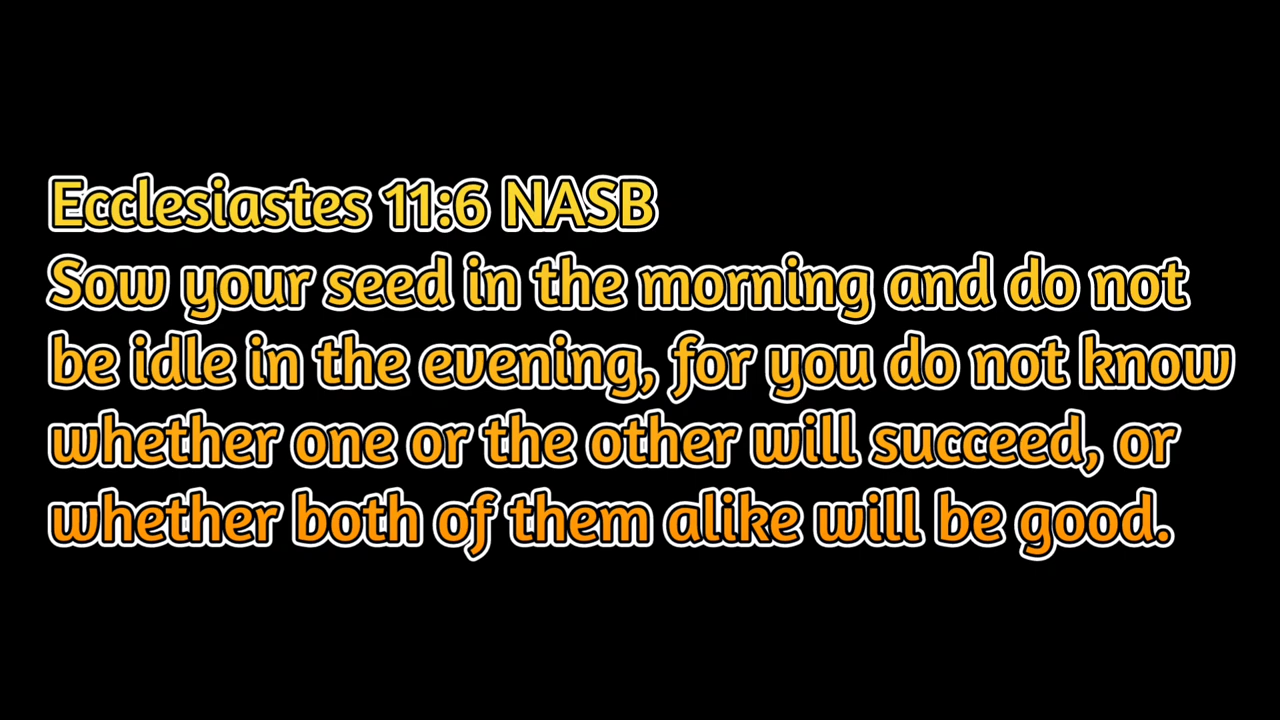 Ecclesiastes 11:6 NASB
Sow your seed in the morning and do not
be idle in the evening, for you do not know
whether one or the other will succeed, or
whether both of them alike will be good.